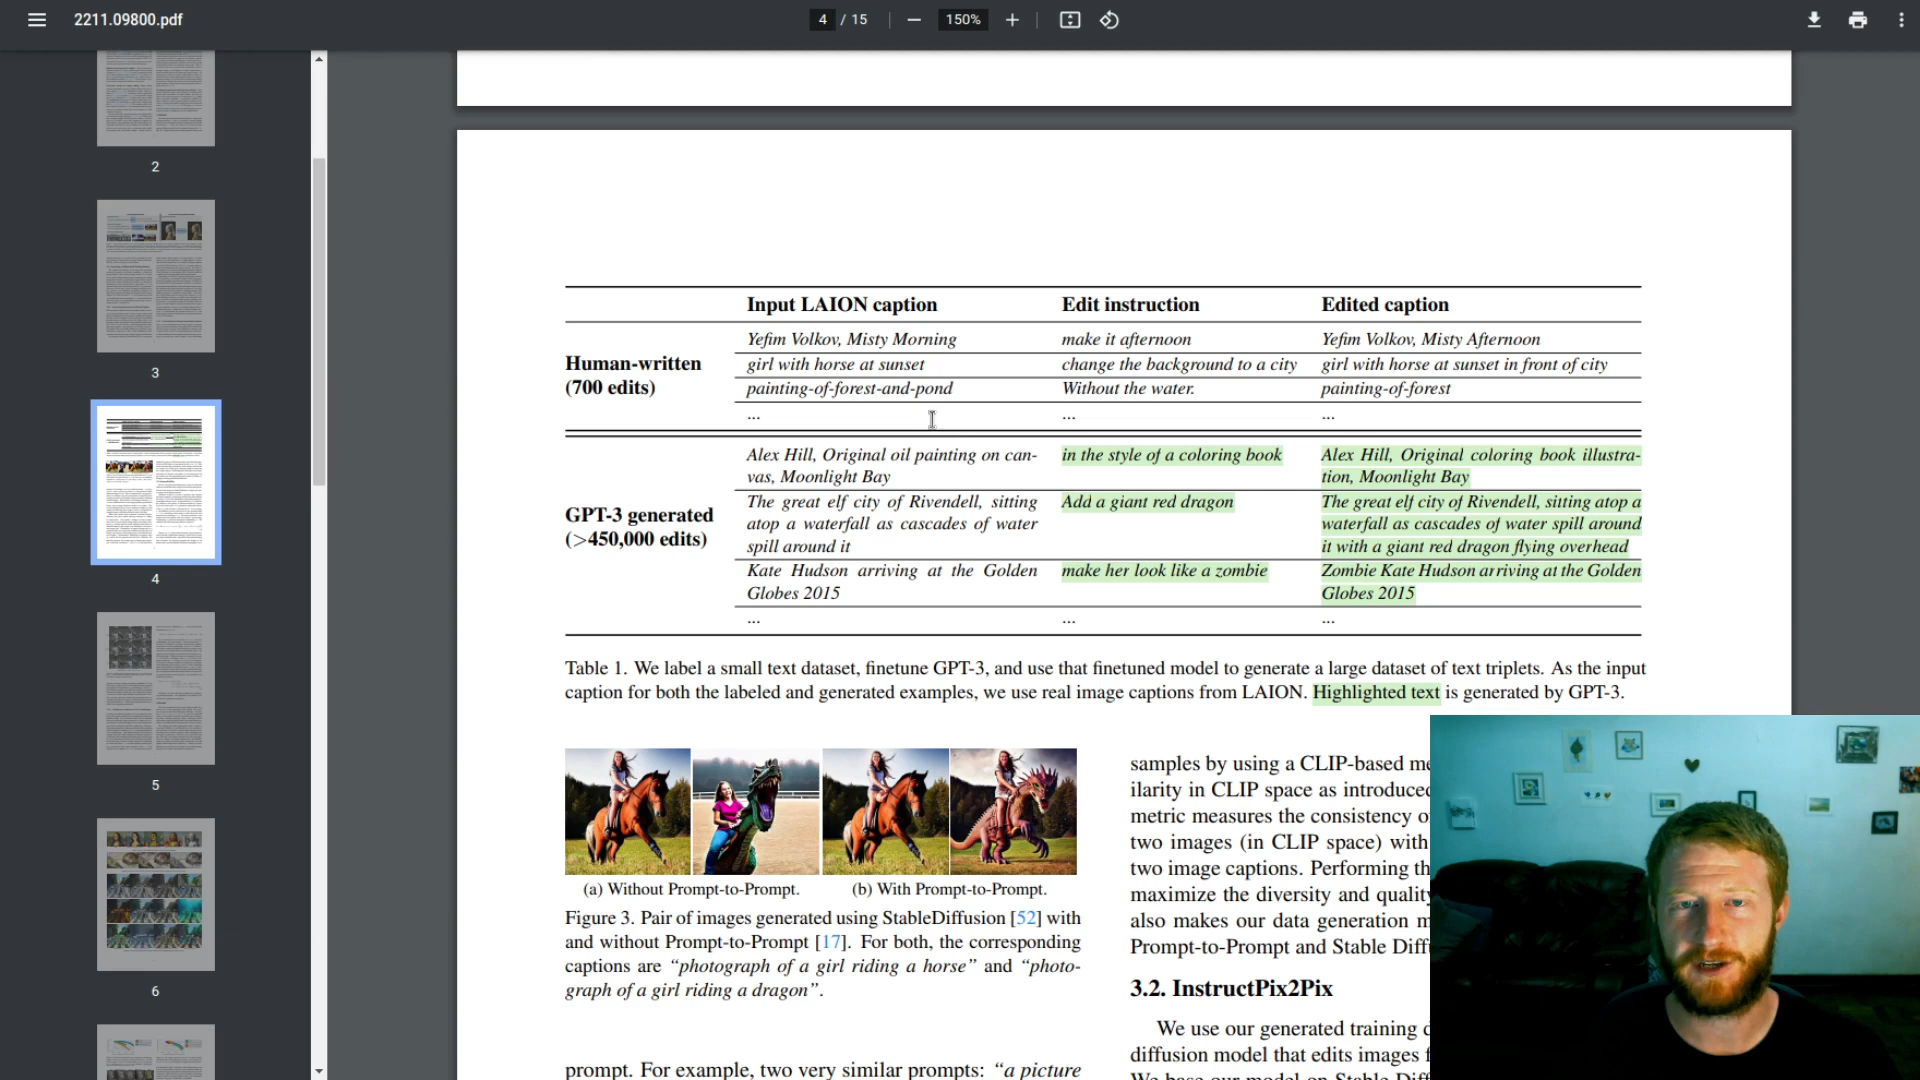 2211.09800.pdf
4 / 15
150%
2
3
4
5
6
Input LAION caption Edit instruction Edited caption
Human-written
(700 edits)
Yefim Volkov, Misty Morning make it afternoon Yefim Volkov, Misty Afternoon
girl with horse at sunset change the background to a city girl with horse at sunset in front of city
painting-of-forest-and-pond Without the water. painting-of-forest
... ... ...
GPT-3 generated
(>450,000 edits)
Alex Hill, Original oil painting on can- in the style of a coloring book Alex Hill, Original coloring book illustra-
vas, Moonlight Bay tion, Moonlight Bay
The great elf city of Rivendell, sitting Add a giant red dragon The great elf city of Rivendell, sitting atop a
atop a waterfall as cascades of water waterfall as cascades of water spill around
spill around it it with a giant red dragon flying overhead
Kate Hudson arriving at the Golden make her look like a zombie Zombie Kate Hudson arriving at the Golden
Globes 2015 Globes 2015
... ... ...
Table 1. We label a small text dataset, finetune GPT-3, and use that finetuned model to generate a large dataset of text triplets. As the input
caption for both the labeled and generated examples, we use real image captions from LAION. Highlighted text is generated by GPT-3.
(a) Without Prompt-to-Prompt. (b) With Prompt-to-Prompt.
Figure 3. Pair of images generated using StableDiffusion [52] with
and without Prompt-to-Prompt [17]. For both, the corresponding
captions are “photograph of a girl riding a horse” and “photo-
graph of a girl riding a dragon”.
prompt. For example, two very similar prompts: “a picture
samples by using a CLIP-based me
ilarity in CLIP space as introduced
metric measures the consistency o
two images (in CLIP space) with
two image captions. Performing th
maximize the diversity and quality
also makes our data generation m
Prompt-to-Prompt and Stable Diff
3.2. InstructPix2Pix
We use our generated training d
diffusion model that edits images f
We base our model on Stable Diff